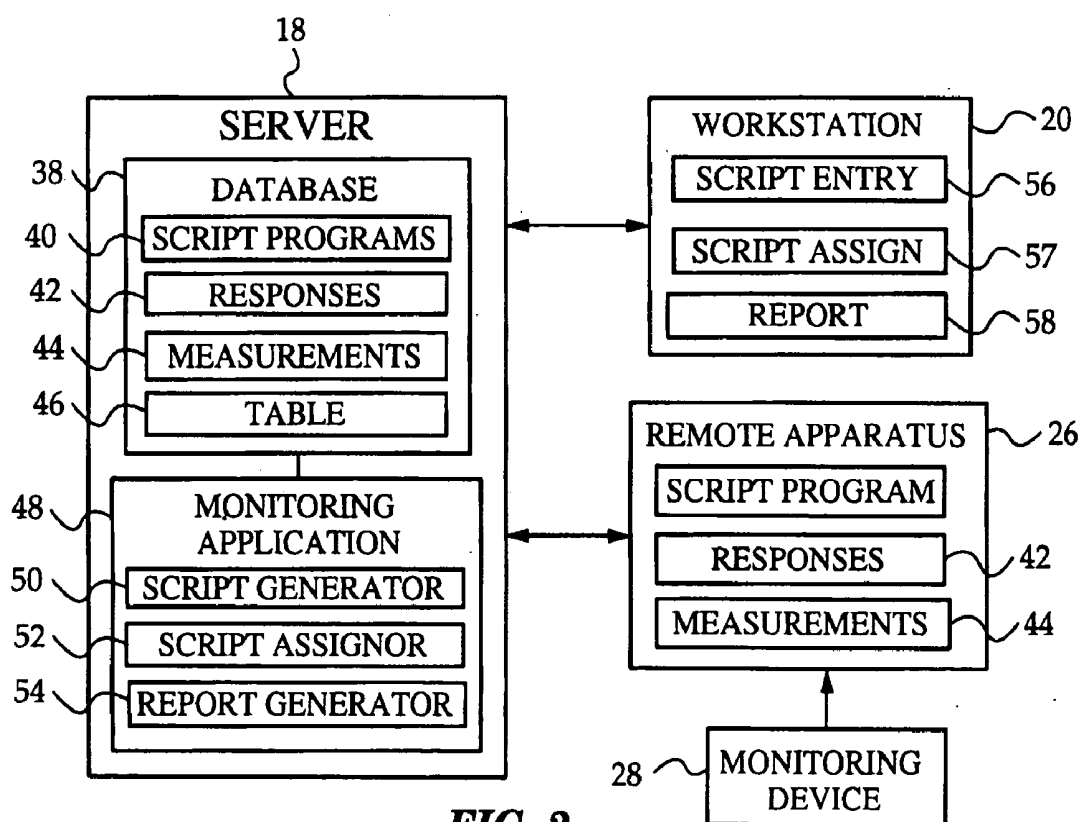 18
SERVER
38
DATABASE
40
SCRIPT PROGRAMS
42
RESPONSES
44
MEASUREMENTS
46
TABLE
48
MONITORING
APPLICATION
50
SCRIPT GENERATOR
52
SCRIPT ASSIGNOR
54
REPORT GENERATOR
WORKSTATION
20
SCRIPT ENTRY
56
SCRIPT ASSIGN
57
REPORT
58
REMOTE APPARATUS
26
SCRIPT PROGRAM
RESPONSES
42
MEASUREMENTS
44
28
MONITORING
DEVICE